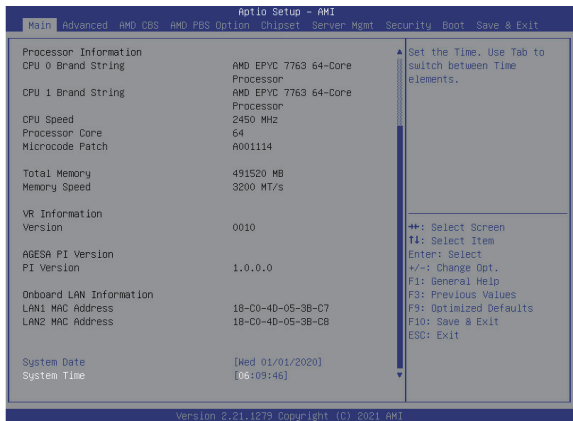 Aptio Setup - AMI
Main Advanced AMD CBS AMD PBS Option Chipset Server Mgmt Security Boot Save & Exit
Processor Information
CPU 0 Brand String AMD EPYC 7763 64-Core
Processor
CPU 1 Brand String AMD EPYC 7763 64-Core
Processor
CPU Speed 2450 MHz
Processor Core 64
Microcode Patch A001114
Total Memory 491520 MB
Memory Speed 3200 MT/s
VR Information
Version 0010
AGESA PI Version
PI Version 1.0.0.0
Onboard LAN Information
LAN1 MAC Address 18-C0-4D-05-3B-C7
LAN2 MAC Address 18-C0-4D-05-3B-C8
System Date [Wed 01/01/2020]
System Time [06:09:46]
Set the Time. Use Tab to
switch between Time
elements.
→←: Select Screen
↑↓: Select Item
Enter: Select
+/-: Change Opt.
F1: General Help
F3: Previous Values
F9: Optimized Defaults
F10: Save & Exit
ESC: Exit
Version 2.21.1279 Copyright (C) 2021 AMI